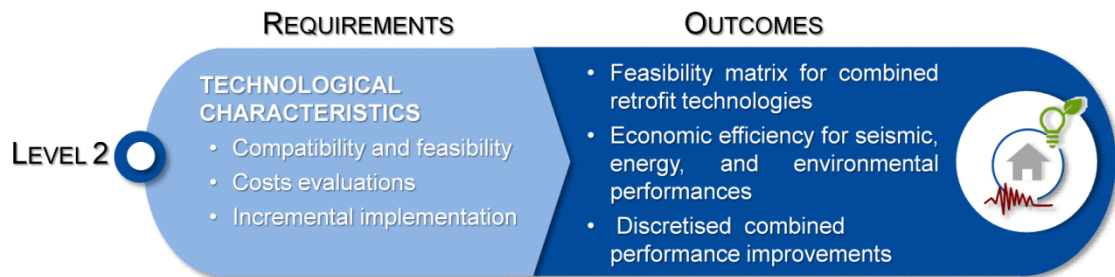 REQUIREMENTS
OUTCOMES
LEVEL 2
TECHNOLOGICAL
CHARACTERISTICS
• Compatibility and feasibility
• Costs evaluations
• Incremental implementation
• Feasibility matrix for combined
retrofit technologies
• Economic efficiency for seismic,
energy, and environmental
performances
• Discretised combined
performance improvements